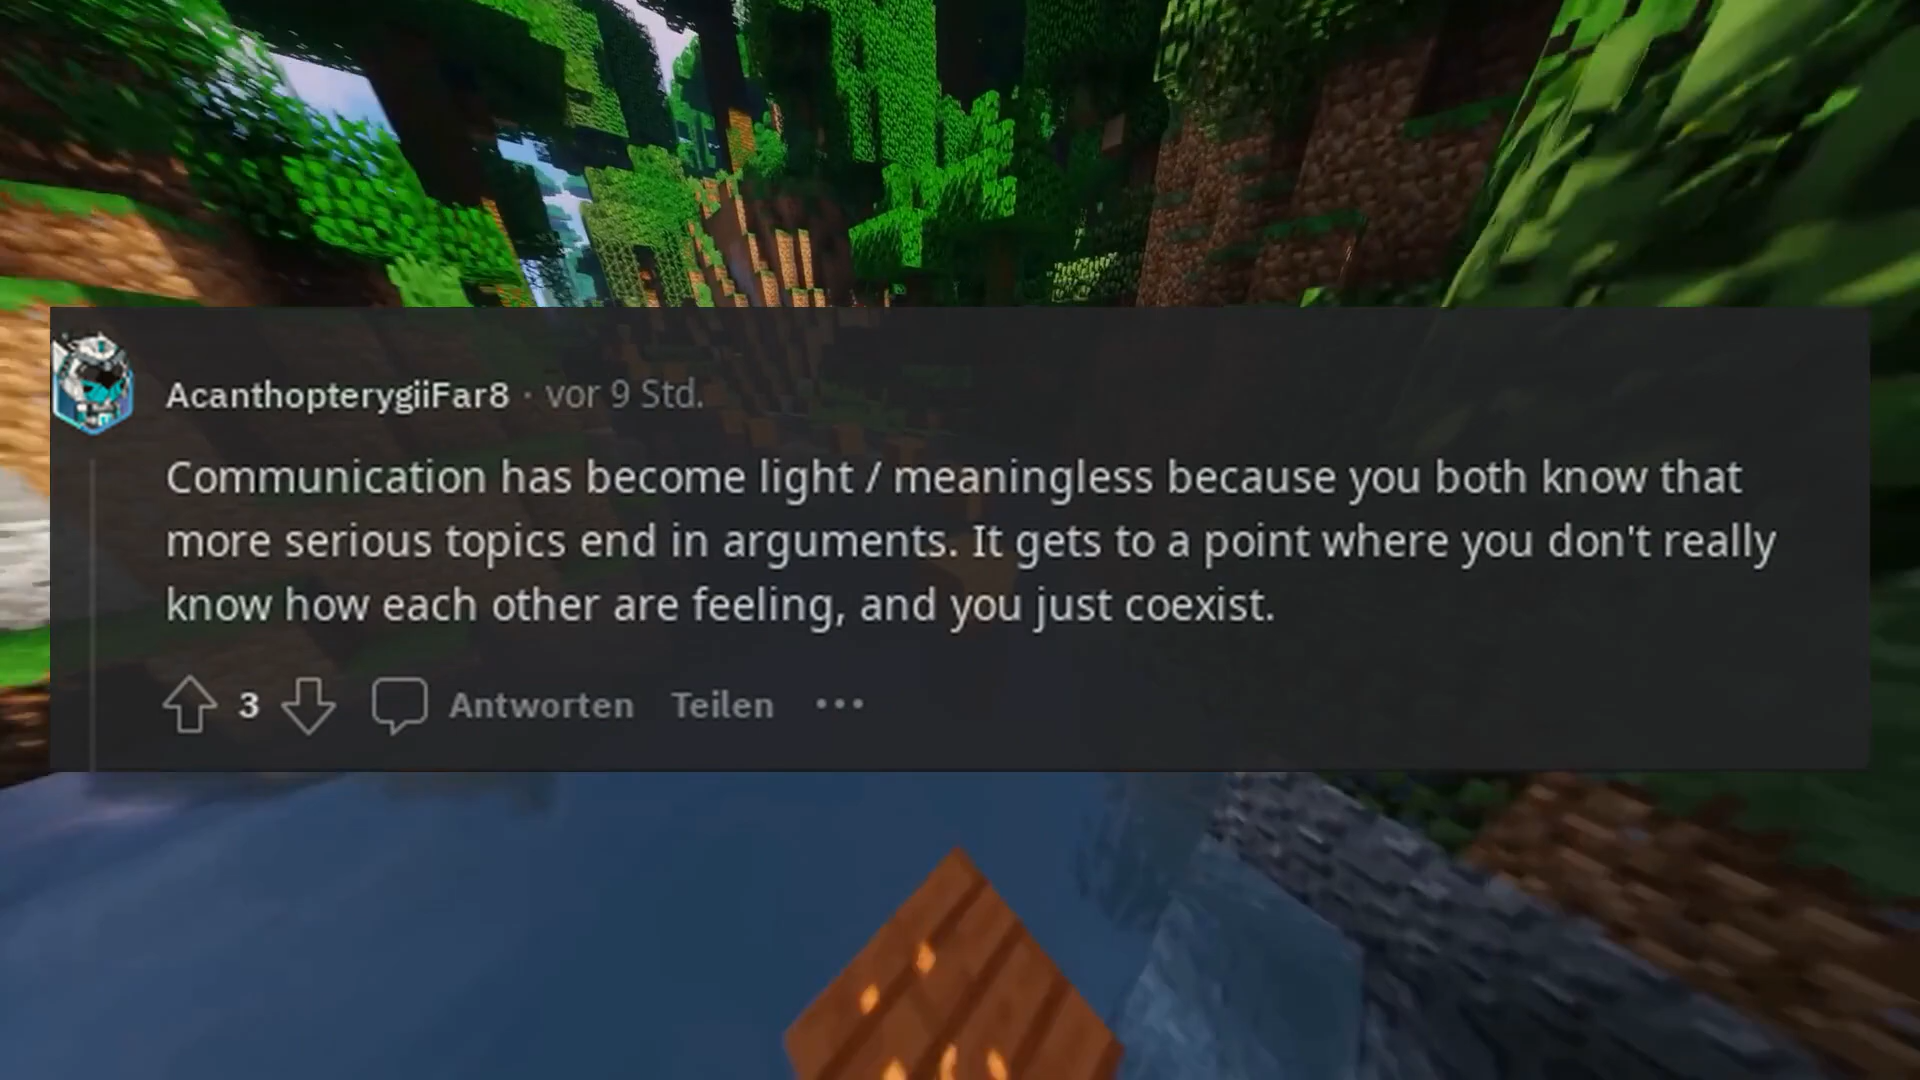 AcanthopterygiiFar8 · vor 9 Std.
Communication has become light / meaningless because you both know that
more serious topics end in arguments. It gets to a point where you don't really
know how each other are feeling, and you just coexist.
3 Antworten Teilen •••